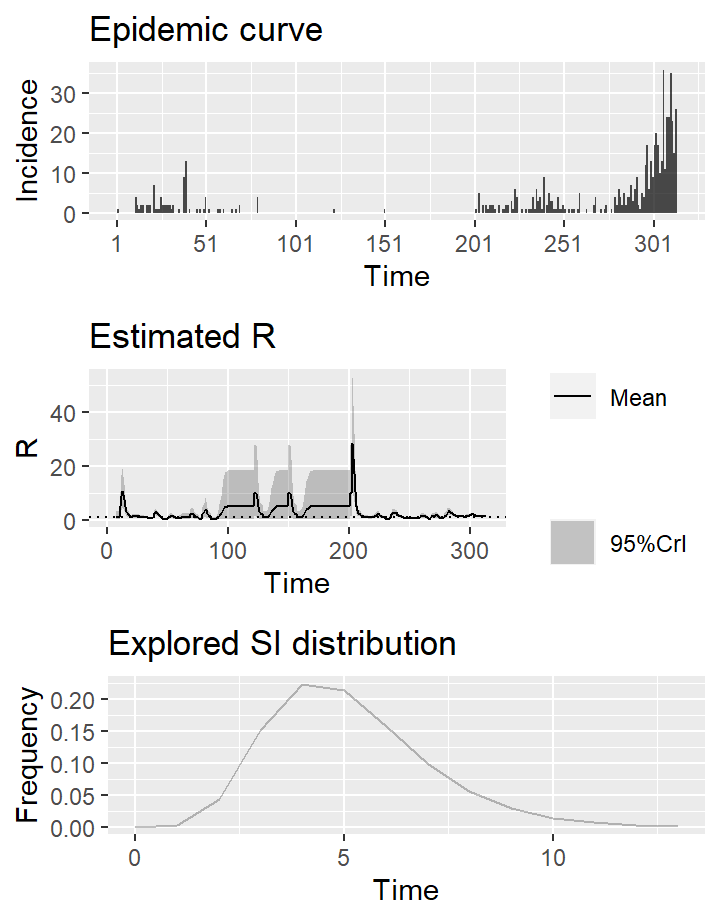 Epidemic curve
Incidence
30
20
10
0
1 51 101 151 201 251 301
Time
Estimated R
R
40
20
0
0 100 200 300
Time
Mean
95%CrI
Explored SI distribution
Frequency
0.20
0.15
0.10
0.05
0.00
0 5 10
Time